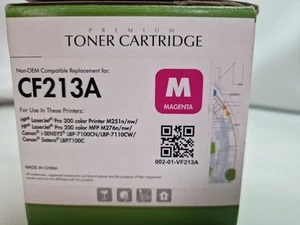 PREMIUM
TONER CARTRIDGE
Non-OEM Compatible Replacement for:
CF213A
For Use In These Printers:
HP® LaserJet® Pro 200 color Printer M251n/nw/
HP® LaserJet® Pro 200 color MFP M276n/nw/
Canon® i-SENSYS® LBP-7100CN/LBP-7110CW/
Canon® Satera® LBP7100C
M
MAGENTA
002-01-VF213A
MADE IN CHINA